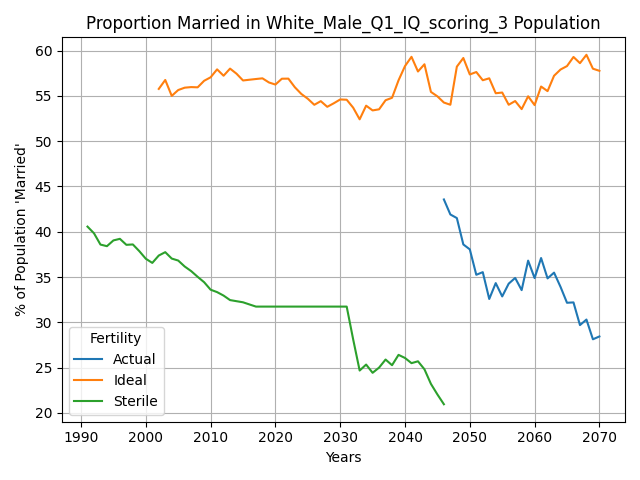 Proportion Married in White_Male_Q1_IQ_scoring_3 Population
% of Population 'Married'
60
55
50
45
40
35
30
25
20
Fertility
Actual
Ideal
Sterile
1990 2000 2010 2020 2030 2040 2050 2060 2070
Years